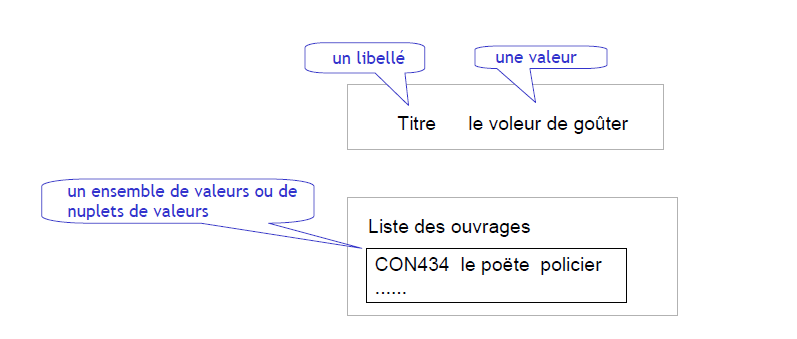 un libellé
une valeur
Titre le voleur de goûter
un ensemble de valeurs ou de
nuplets de valeurs
Liste des ouvrages
CON434 le poëte policier
......